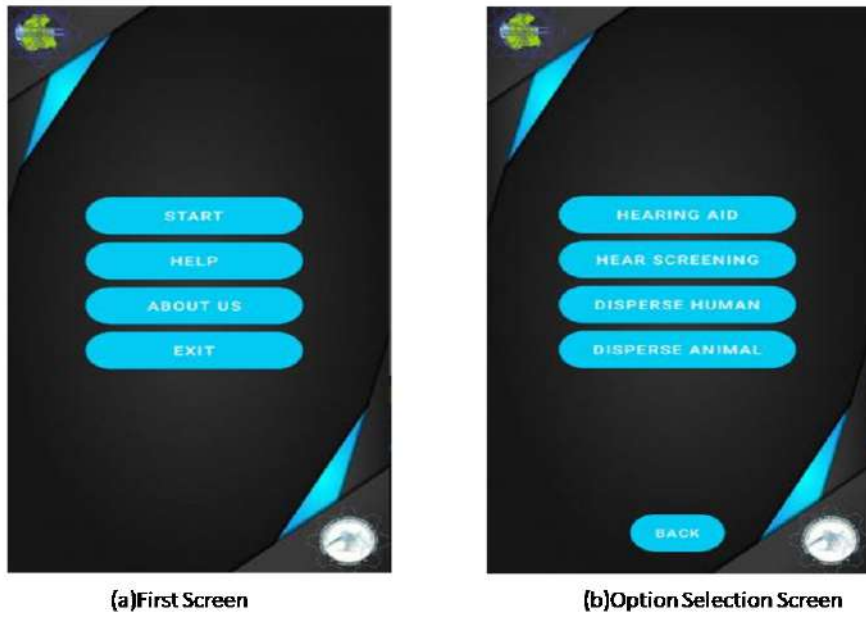 START
HELP
ABOUT US
EXIT
(a)First Screen
HEARING AID
HEAR SCREENING
DISPERSE HUMAN
DISPERSE ANIMAL
BACK
(b)Option Selection Screen